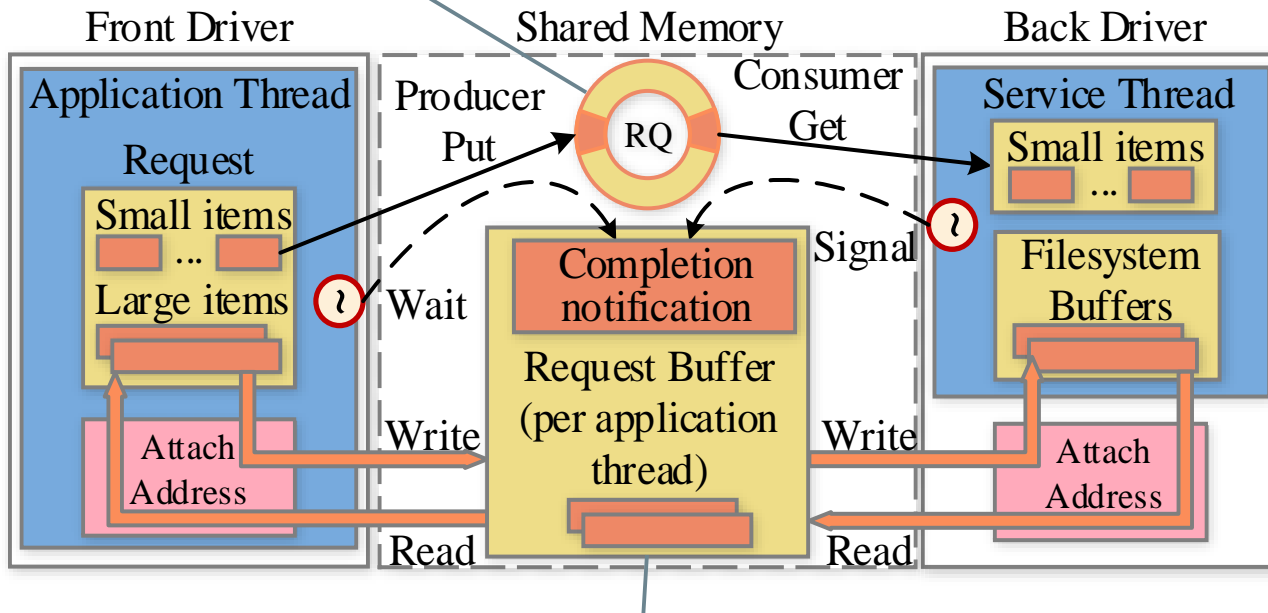 Front Driver
Shared Memory
Back Driver
Application Thread
Request
Small items
...
Large items
Attach
Address
Producer
Put
RQ
Consumer
Get
Wait
Signal
Completion
notification
Request Buffer
(per application
thread)
Write
Read
Write
Read
Service Thread
Small items
...
Filesystem
Buffers
Attach
Address